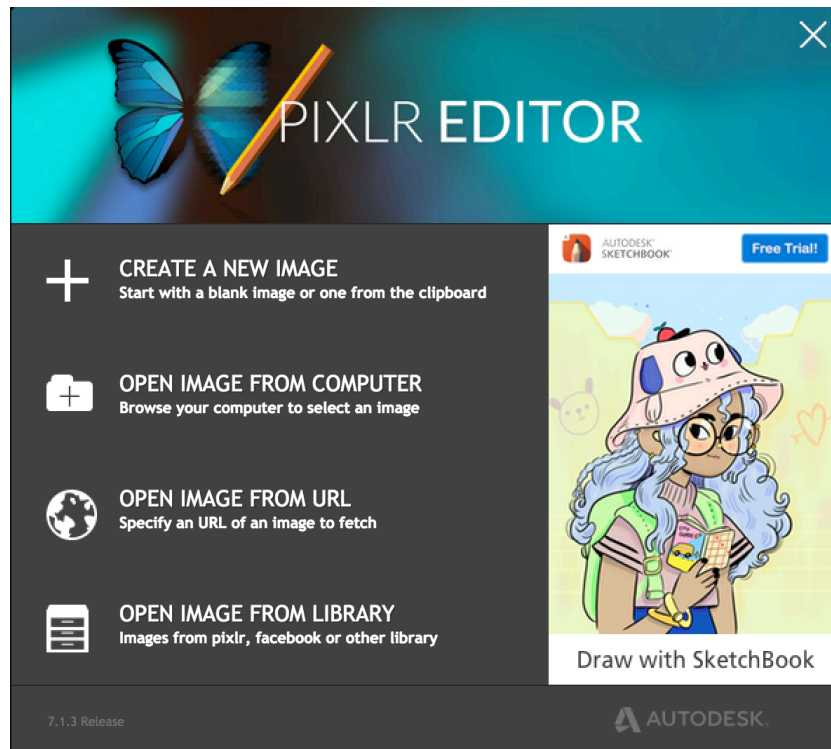 PIXLR EDITOR
CREATE A NEW IMAGE
Start with a blank image or one from the clipboard
OPEN IMAGE FROM COMPUTER
Browse your computer to select an image
OPEN IMAGE FROM URL
Specify an URL of an image to fetch
OPEN IMAGE FROM LIBRARY
Images from pixlr, facebook or other library
AUTODESK®
SKETCHBOOK®
Free Trial!
Draw with SketchBook
7.1.3 Release
AUTODESK®